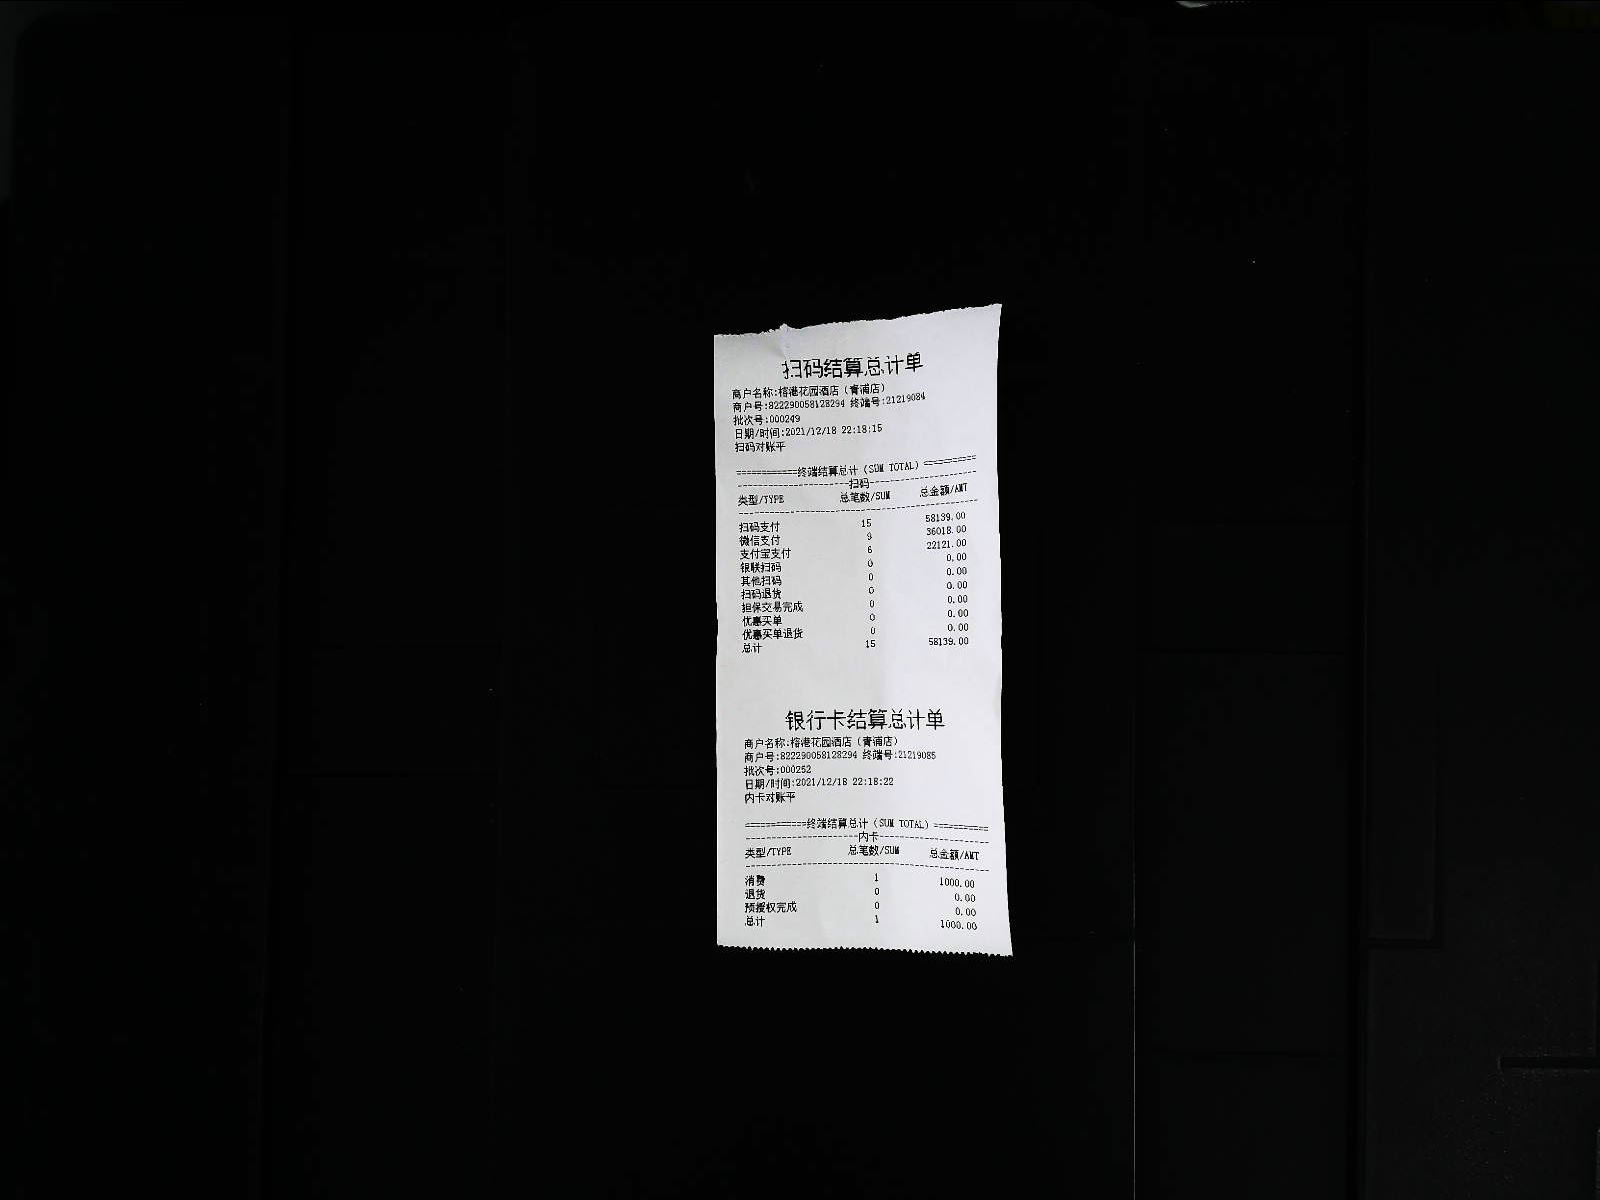 扫码结算总计单
商户名称:榕港花园酒店（青浦店）
商户号:822290058128294 终端号:21219084
批次号:000249
日期/时间:2021/12/18 22:18:15
扫码对账平
============终端结算总计（SUM TOTAL）==========
----------------------扫码----------------------
类型/TYPE 总笔数/SUM 总金额/AMT
------------------------------------------------
扫码支付 15 58139.00
微信支付 9 36018.00
支付宝支付 6 22121.00
银联扫码 0 0.00
其他扫码 0 0.00
扫码退货 0 0.00
担保交易完成 0 0.00
优惠买单 0 0.00
优惠买单退货 0 0.00
总计 15 58139.00
银行卡结算总计单
商户名称:榕港花园酒店（青浦店）
商户号:822290058128294 终端号:21219085
批次号:000252
日期/时间:2021/12/18 22:18:22
内卡对账平
============终端结算总计（SUM TOTAL）===========
----------------------内卡----------------------
类型/TYPE 总笔数/SUM 总金额/AMT
------------------------------------------------
消费 1 1000.00
退货 0 0.00
预授权完成 0 0.00
总计 1 1000.00